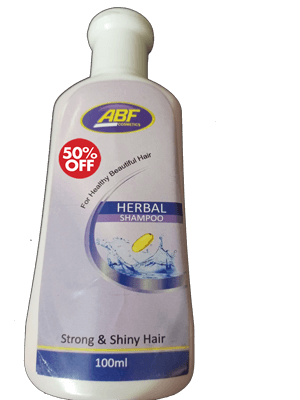 ABF
COSMETICS
50%
OFF
For Healthy Beautiful Hair
HERBAL
SHAMPOO
Strong & Shiny Hair
100ml